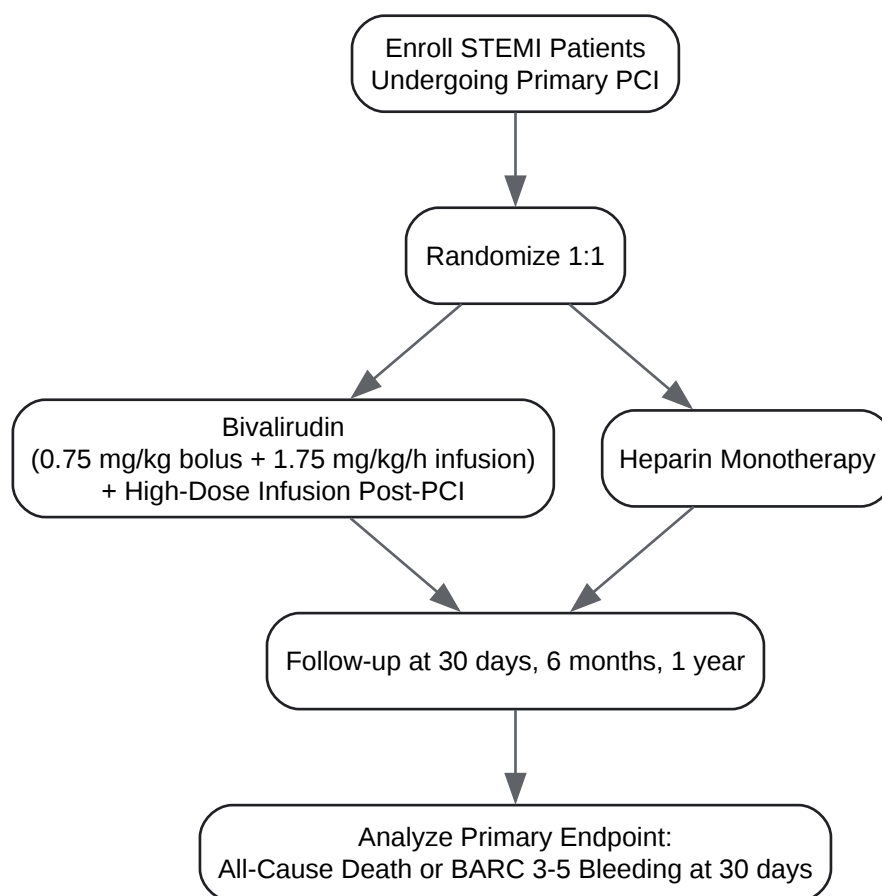 Enroll STEMI Patients
Undergoing Primary PCI
Randomize 1:1
Bivalirudin
(0.75 mg/kg bolus + 1.75 mg/kg/h infusion)
+ High-Dose Infusion Post-PCI
Heparin Monotherapy
Follow-up at 30 days, 6 months, 1 year
Analyze Primary Endpoint:
All-Cause Death or BARC 3-5 Bleeding at 30 days